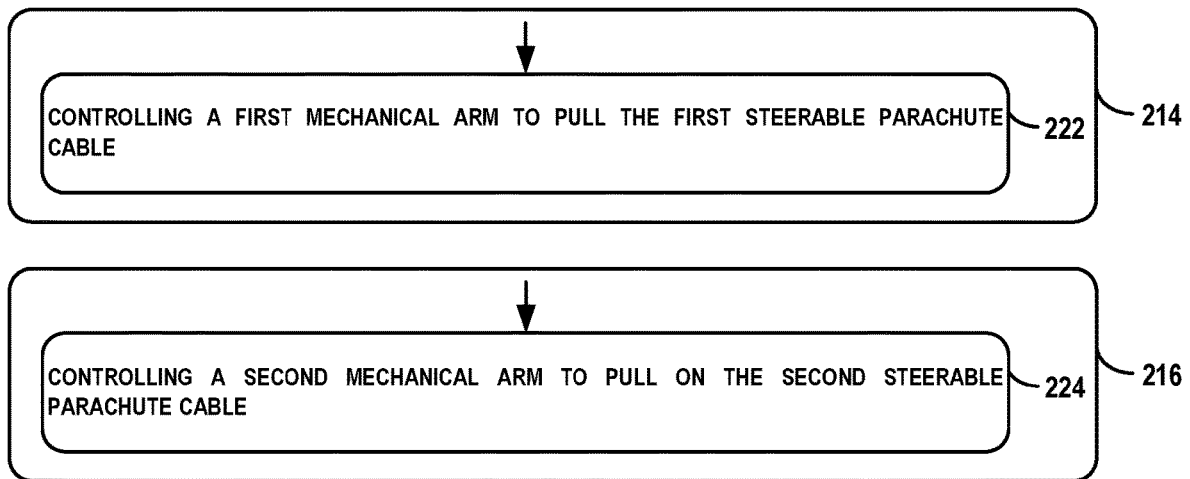 CONTROLLING A FIRST MECHANICAL ARM TO PULL THE FIRST STEERABLE PARACHUTE
CABLE
222
214
CONTROLLING A SECOND MECHANICAL ARM TO PULL ON THE SECOND STEERABLE
PARACHUTE CABLE
224
216